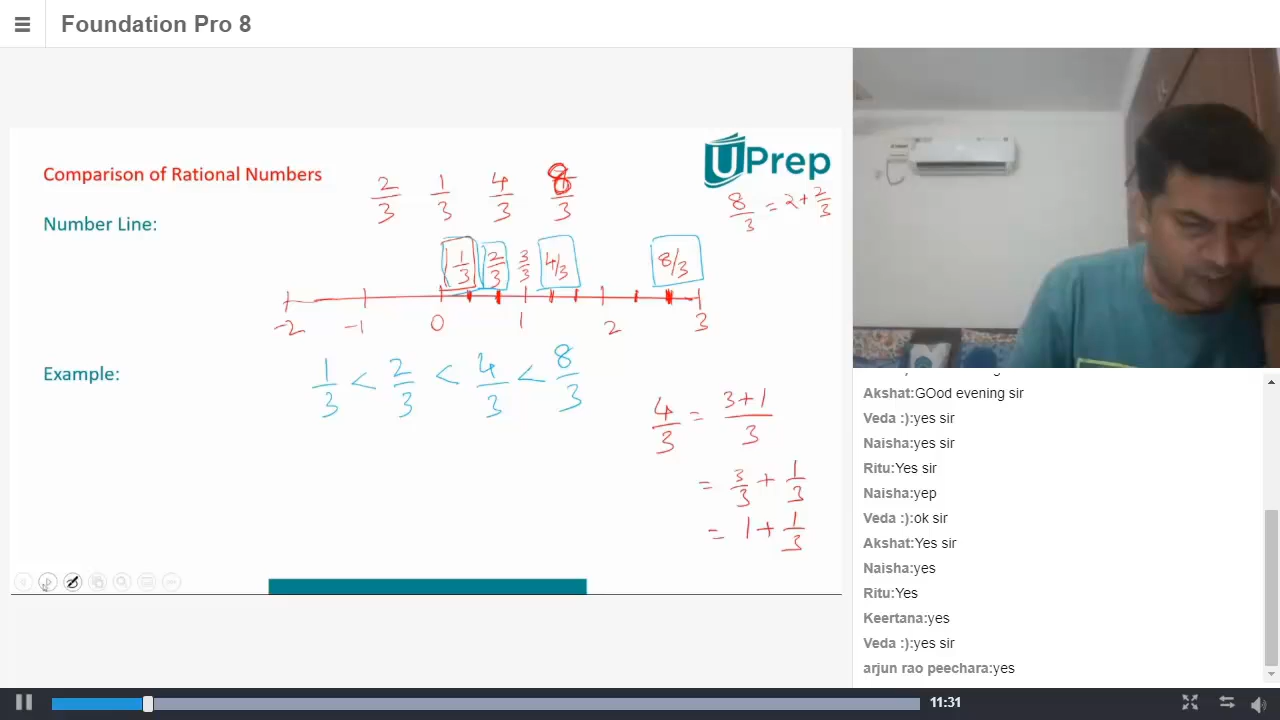 Foundation Pro 8
UPrep
Comparison of Rational Numbers
2/3 1/3 4/3 8/3
8/3 = 2 + 2/3
Number Line:
1/3 2/3 3/3 4/3 8/3
-2 -1 0 1 2 3
Example:
1/3 < 2/3 < 4/3 < 8/3
4/3 = 3+1/3
= 3/3 + 1/3
= 1 + 1/3
Akshat:GOod evening sir
Veda :):yes sir
Naisha:yes sir
Ritu:Yes sir
Naisha:yep
Veda :):ok sir
Akshat:Yes sir
Naisha:yes
Ritu:Yes
Keertana:yes
Veda :):yes sir
arjun rao peechara:yes
11:31